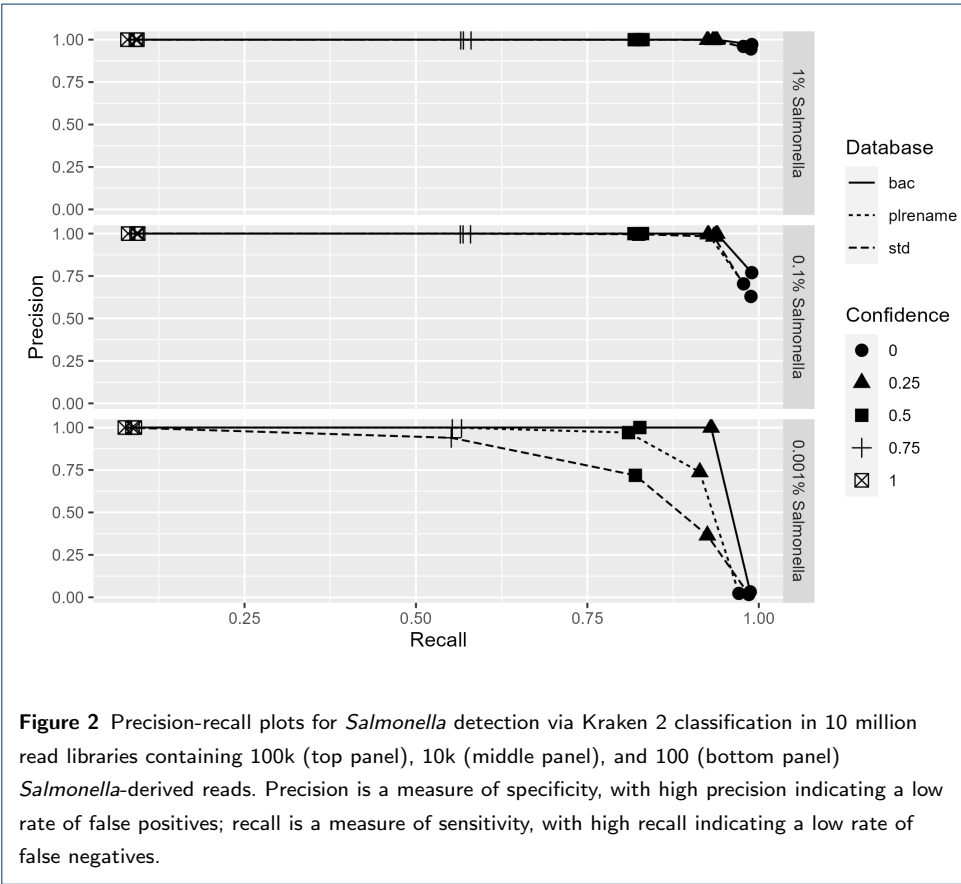 1.00
0.75
0.50
0.25
0.00
1% Salmonella
1.00
0.75
0.50
0.25
0.00
0.1% Salmonella
1.00
0.75
0.50
0.25
0.00
0.001% Salmonella
Precision
0.25 0.50 0.75 1.00
Recall
Database
bac
plrename
std
Confidence
0
0.25
0.5
0.75
1
Figure 2 Precision-recall plots for Salmonella detection via Kraken 2 classification in 10 million
read libraries containing 100k (top panel), 10k (middle panel), and 100 (bottom panel)
Salmonella-derived reads. Precision is a measure of specificity, with high precision indicating a low
rate of false positives; recall is a measure of sensitivity, with high recall indicating a low rate of
false negatives.